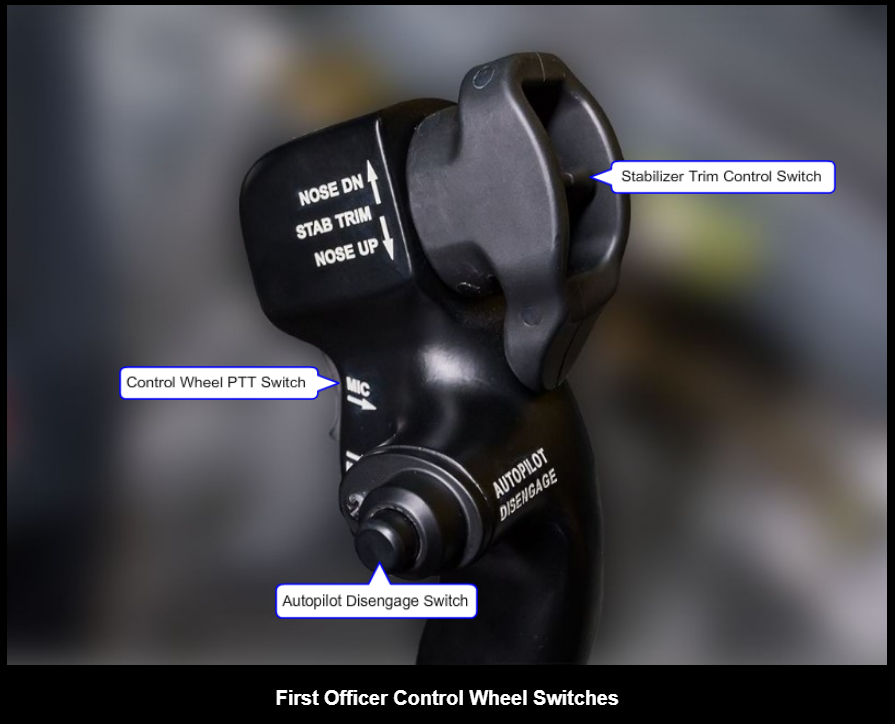 Stabilizer Trim Control Switch
NOSE DN
STAB TRIM
NOSE UP
Control Wheel PTT Switch
MIC
AUTOPILOT
DISENGAGE
Autopilot Disengage Switch
First Officer Control Wheel Switches